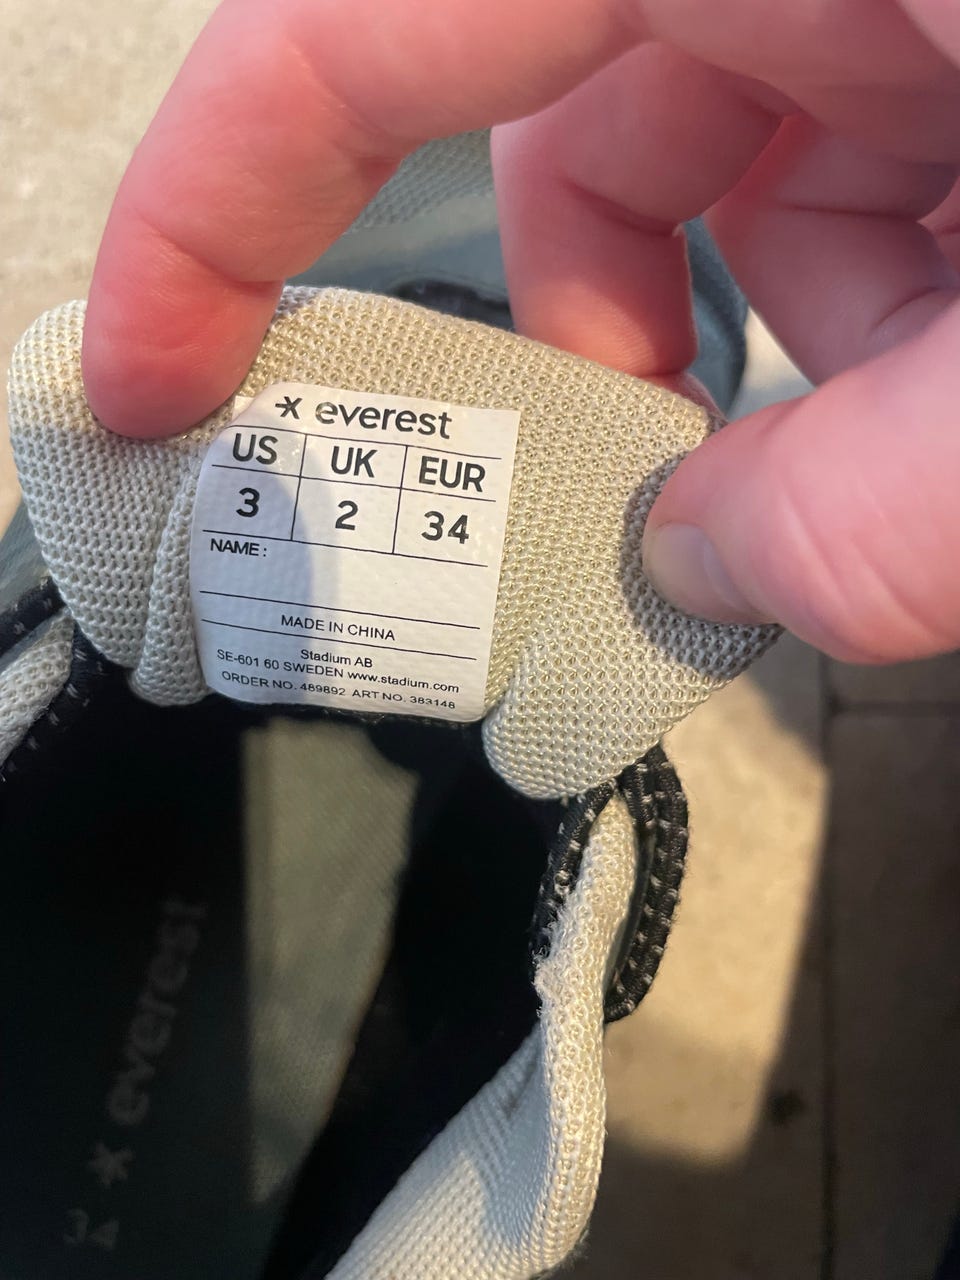 everest
US UK EUR
3 2 34
NAME:
MADE IN CHINA
Stadium AB
SE-601 60 SWEDEN www.stadium.com
ORDER NO. 489892 ART NO. 383148
everest
34